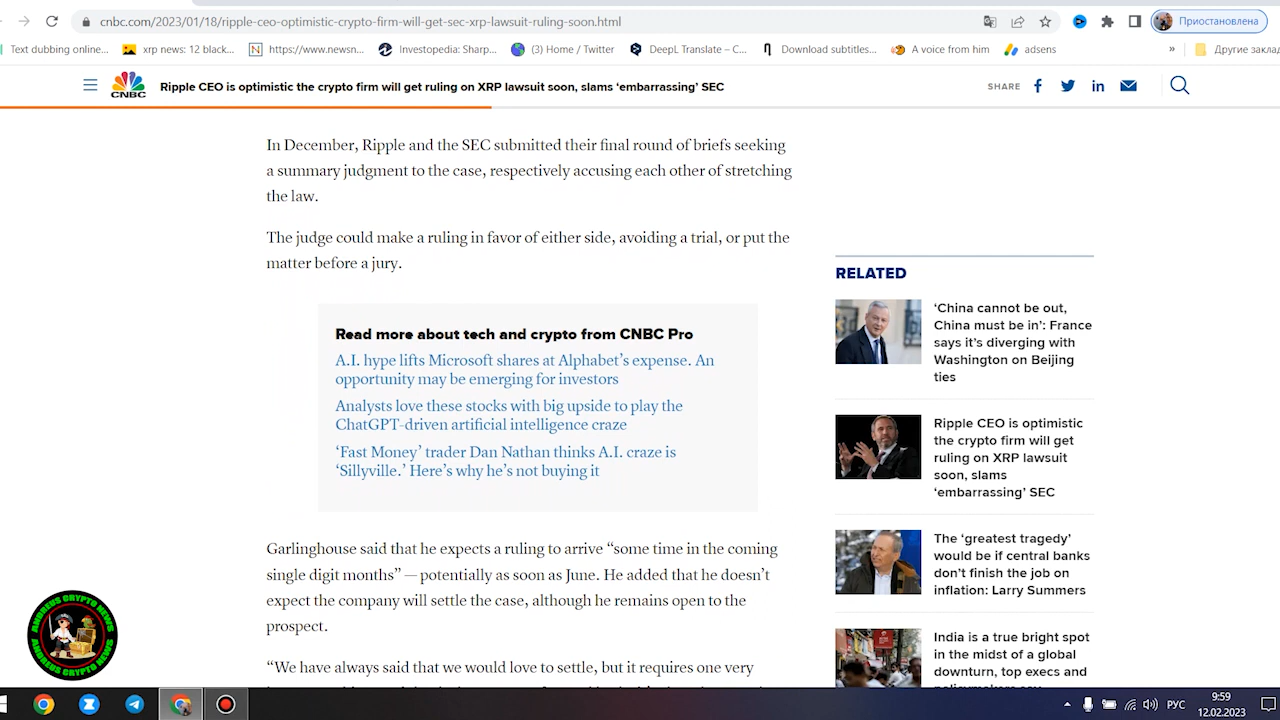 cnbc.com/2023/01/18/ripple-ceo-optimistic-crypto-firm-will-get-sec-xrp-lawsuit-ruling-soon.html
Приостановлена
Text dubbing online...
xrp news: 12 black...
https://www.newsn...
Investopedia: Sharp...
(3) Home / Twitter
DeepL Translate – C...
Download subtitles...
A voice from him
adsens
»
Другие закла
CNBC
Ripple CEO is optimistic the crypto firm will get ruling on XRP lawsuit soon, slams ‘embarrassing’ SEC
SHARE
In December, Ripple and the SEC submitted their final round of briefs seeking
a summary judgment to the case, respectively accusing each other of stretching
the law.
The judge could make a ruling in favor of either side, avoiding a trial, or put the
matter before a jury.
Read more about tech and crypto from CNBC Pro
A.I. hype lifts Microsoft shares at Alphabet’s expense. An
opportunity may be emerging for investors
Analysts love these stocks with big upside to play the
ChatGPT-driven artificial intelligence craze
‘Fast Money’ trader Dan Nathan thinks A.I. craze is
‘Sillyville.’ Here’s why he’s not buying it
Garlinghouse said that he expects a ruling to arrive “some time in the coming
single digit months” — potentially as soon as June. He added that he doesn’t
expect the company will settle the case, although he remains open to the
prospect.
“We have always said that we would love to settle, but it requires one very
RELATED
‘China cannot be out,
China must be in’: France
says it’s diverging with
Washington on Beijing
ties
Ripple CEO is optimistic
the crypto firm will get
ruling on XRP lawsuit
soon, slams
‘embarrassing’ SEC
The ‘greatest tragedy’
would be if central banks
don’t finish the job on
inflation: Larry Summers
India is a true bright spot
in the midst of a global
downturn, top execs and
ANDREUS CRYPTO NEWS
ANDREUS CRYPTO NEWS
РУС
9:59
12.02.2023